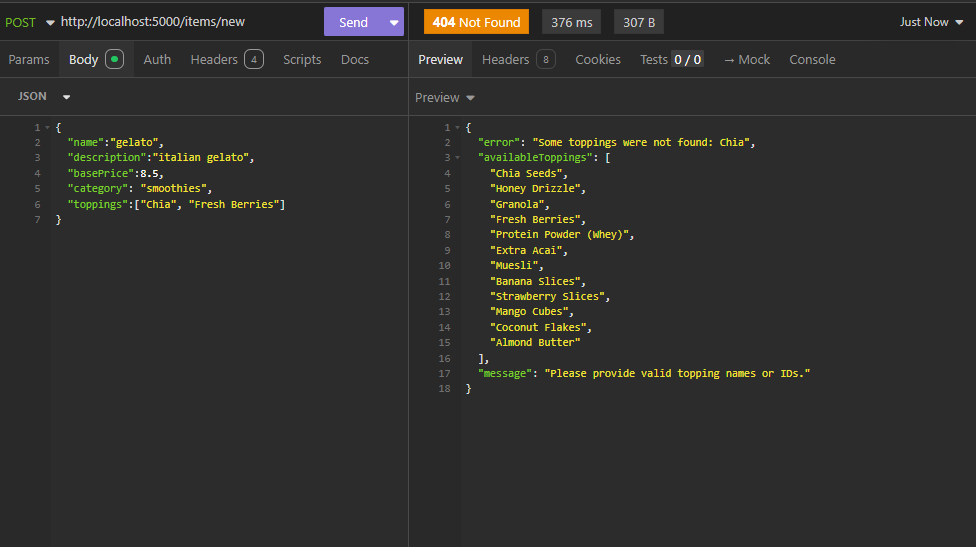 POST http://localhost:5000/items/new Send 404 Not Found 376 ms 307 B Just Now
Params Body Auth Headers 4 Scripts Docs Preview Headers 8 Cookies Tests 0 / 0 → Mock Console
JSON Preview
1 {
2 "name":"gelato",
3 "description":"italian gelato",
4 "basePrice":8.5,
5 "category": "smoothies",
6 "toppings":["Chia", "Fresh Berries"]
7 }
1 {
2 "error": "Some toppings were not found: Chia",
3 "availableToppings": [
4 "Chia Seeds",
5 "Honey Drizzle",
6 "Granola",
7 "Fresh Berries",
8 "Protein Powder (Whey)",
9 "Extra Acai",
10 "Muesli",
11 "Banana Slices",
12 "Strawberry Slices",
13 "Mango Cubes",
14 "Coconut Flakes",
15 "Almond Butter"
16 ],
17 "message": "Please provide valid topping names or IDs."
18 }